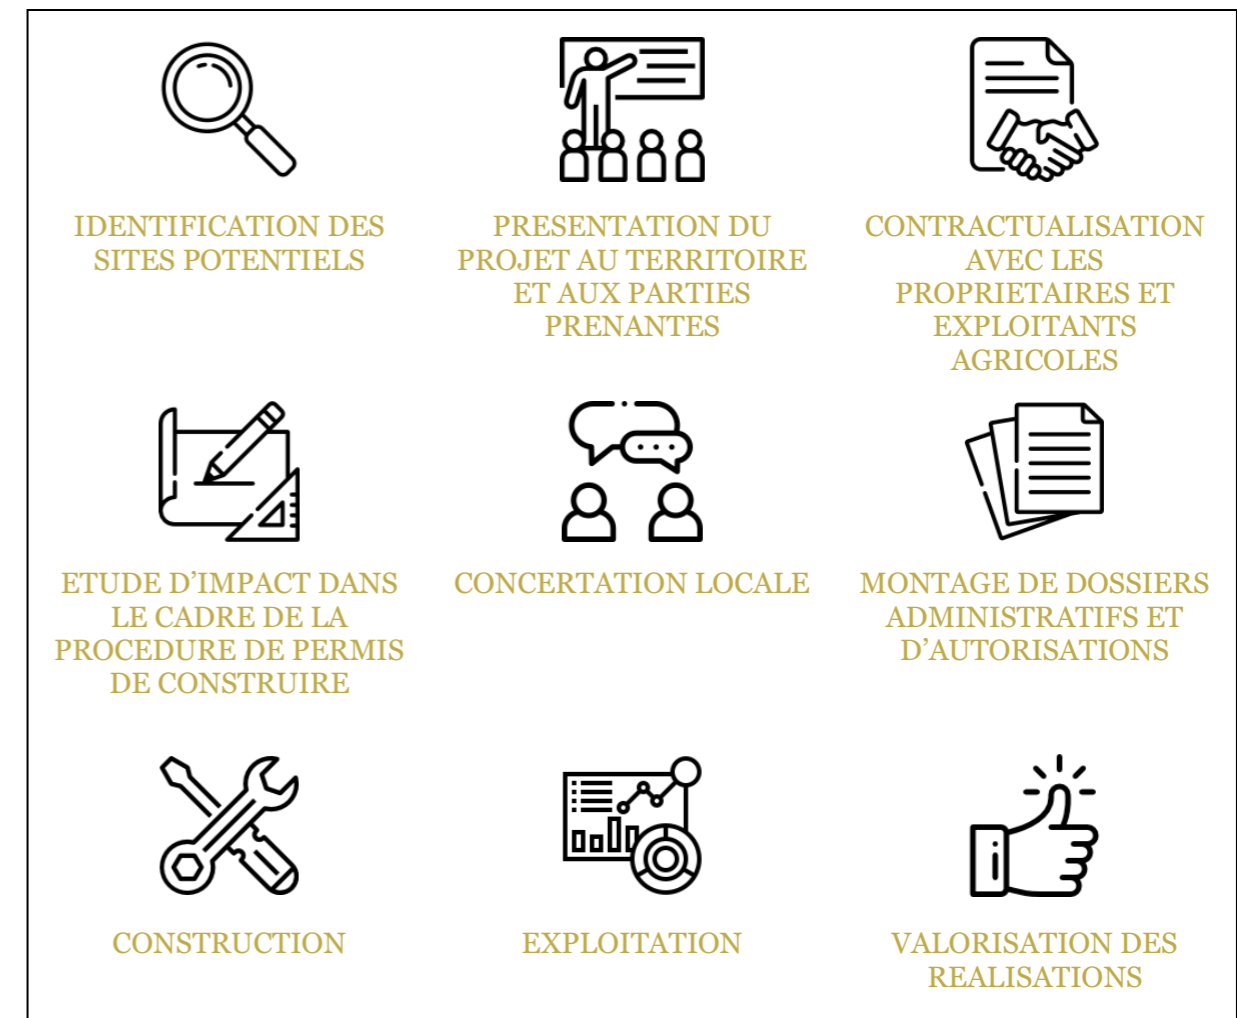 IDENTIFICATION DES
SITES POTENTIELS
PRESENTATION DU
PROJET AU TERRITOIRE
ET AUX PARTIES
PRENANTES
CONTRACTUALISATION
AVEC LES
PROPRIETAIRES ET
EXPLOITANTS
AGRICOLES
ETUDE D’IMPACT DANS
LE CADRE DE LA
PROCEDURE DE PERMIS
DE CONSTRUIRE
CONCERTATION LOCALE
MONTAGE DE DOSSIERS
ADMINISTRATIFS ET
D’AUTORISATIONS
CONSTRUCTION
EXPLOITATION
VALORISATION DES
REALISATIONS